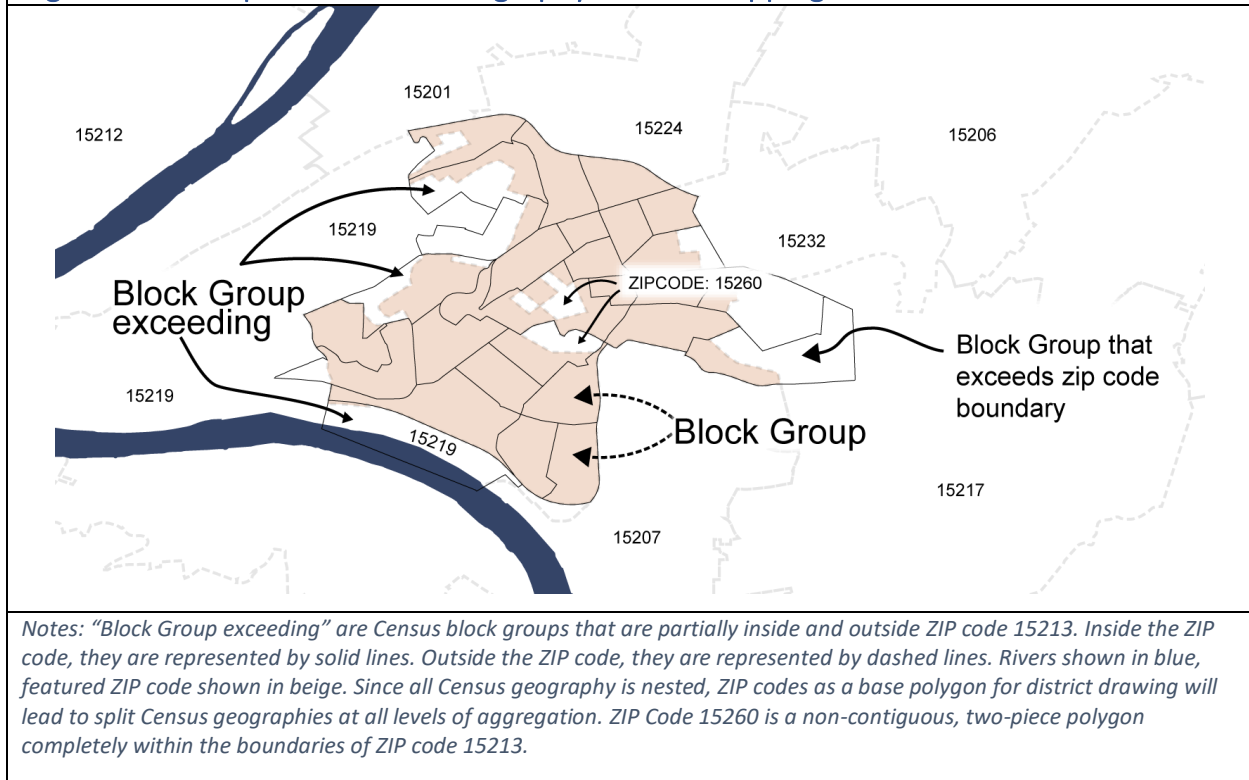 15201
15212
15224
15206
15219
15232
ZIPCODE: 15260
Block Group
exceeding
Block Group that
exceeds zip code
boundary
15219
Block Group
15219
15217
15207
Notes: “Block Group exceeding” are Census block groups that are partially inside and outside ZIP code 15213. Inside the ZIP
code, they are represented by solid lines. Outside the ZIP code, they are represented by dashed lines. Rivers shown in blue,
featured ZIP code shown in beige. Since all Census geography is nested, ZIP codes as a base polygon for district drawing will
lead to split Census geographies at all levels of aggregation. ZIP Code 15260 is a non-contiguous, two-piece polygon
completely within the boundaries of ZIP code 15213.